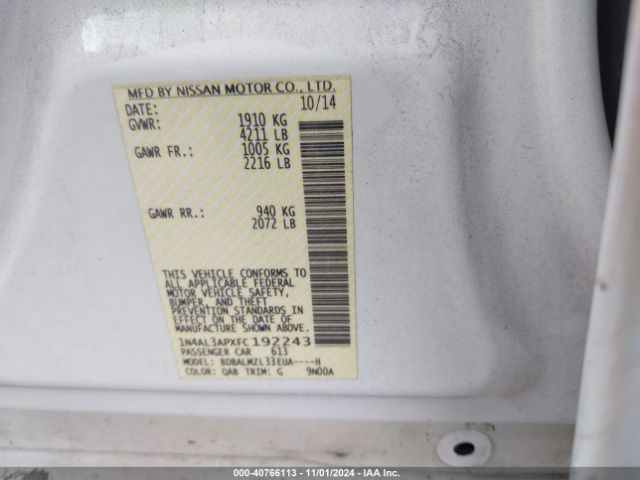 MFD BY NISSAN MOTOR CO., LTD.
DATE: 10/14
GVWR: 1910 KG
4211 LB
GAWR FR.: 1005 KG
2216 LB
GAWR RR.: 940 KG
2072 LB
THIS VEHICLE CONFORMS TO
ALL APPLICABLE FEDERAL
MOTOR VEHICLE SAFETY,
BUMPER, AND THEFT
PREVENTION STANDARDS IN
EFFECT ON THE DATE OF
MANUFACTURE SHOWN ABOVE.
1N4AL3APXFC192243
PASSENGER CAR 613
MODEL: BDBALMZL33EUA----H
COLOR: QAB TRIM: G 9N00A
000-40766113 - 11/01/2024 - IAA Inc.